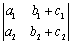 |a₁ b₁ + c₁|
|a₂ b₂ + c₂|